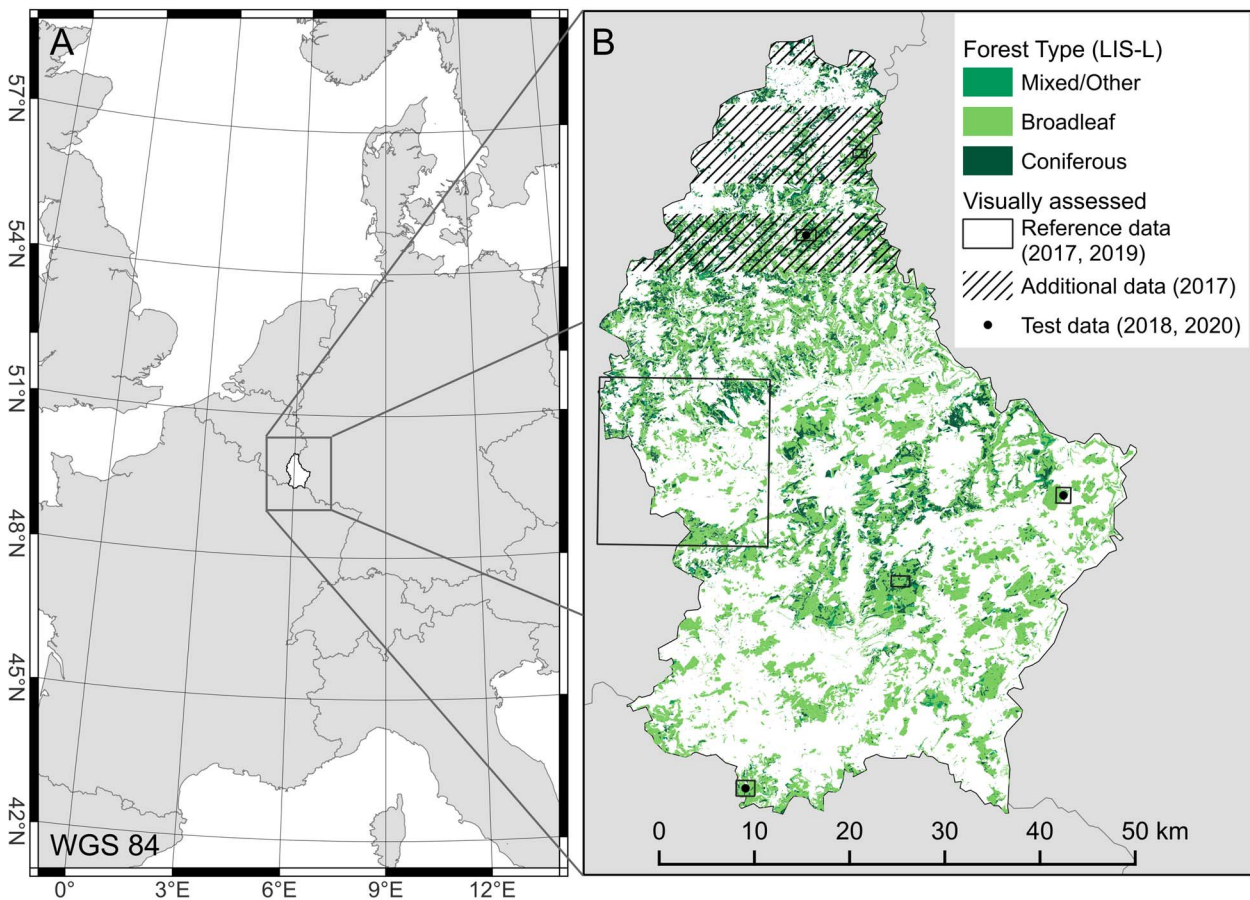 A
57°N
54°N
51°N
48°N
45°N
42°N
WGS 84
0°
3°E
6°E
9°E
12°E
B
Forest Type (LIS-L)
Mixed/Other
Broadleaf
Coniferous
Visually assessed
Reference data
(2017, 2019)
Additional data (2017)
Test data (2018, 2020)
0
10
20
30
40
50 km